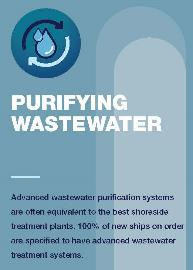 PURIFYING
WASTEWATER
Advanced wastewater purification systems
are often equivalent to the best shoreside
treatment plants. 100% of new ships on order
are specified to have advanced wastewater
treatment systems.